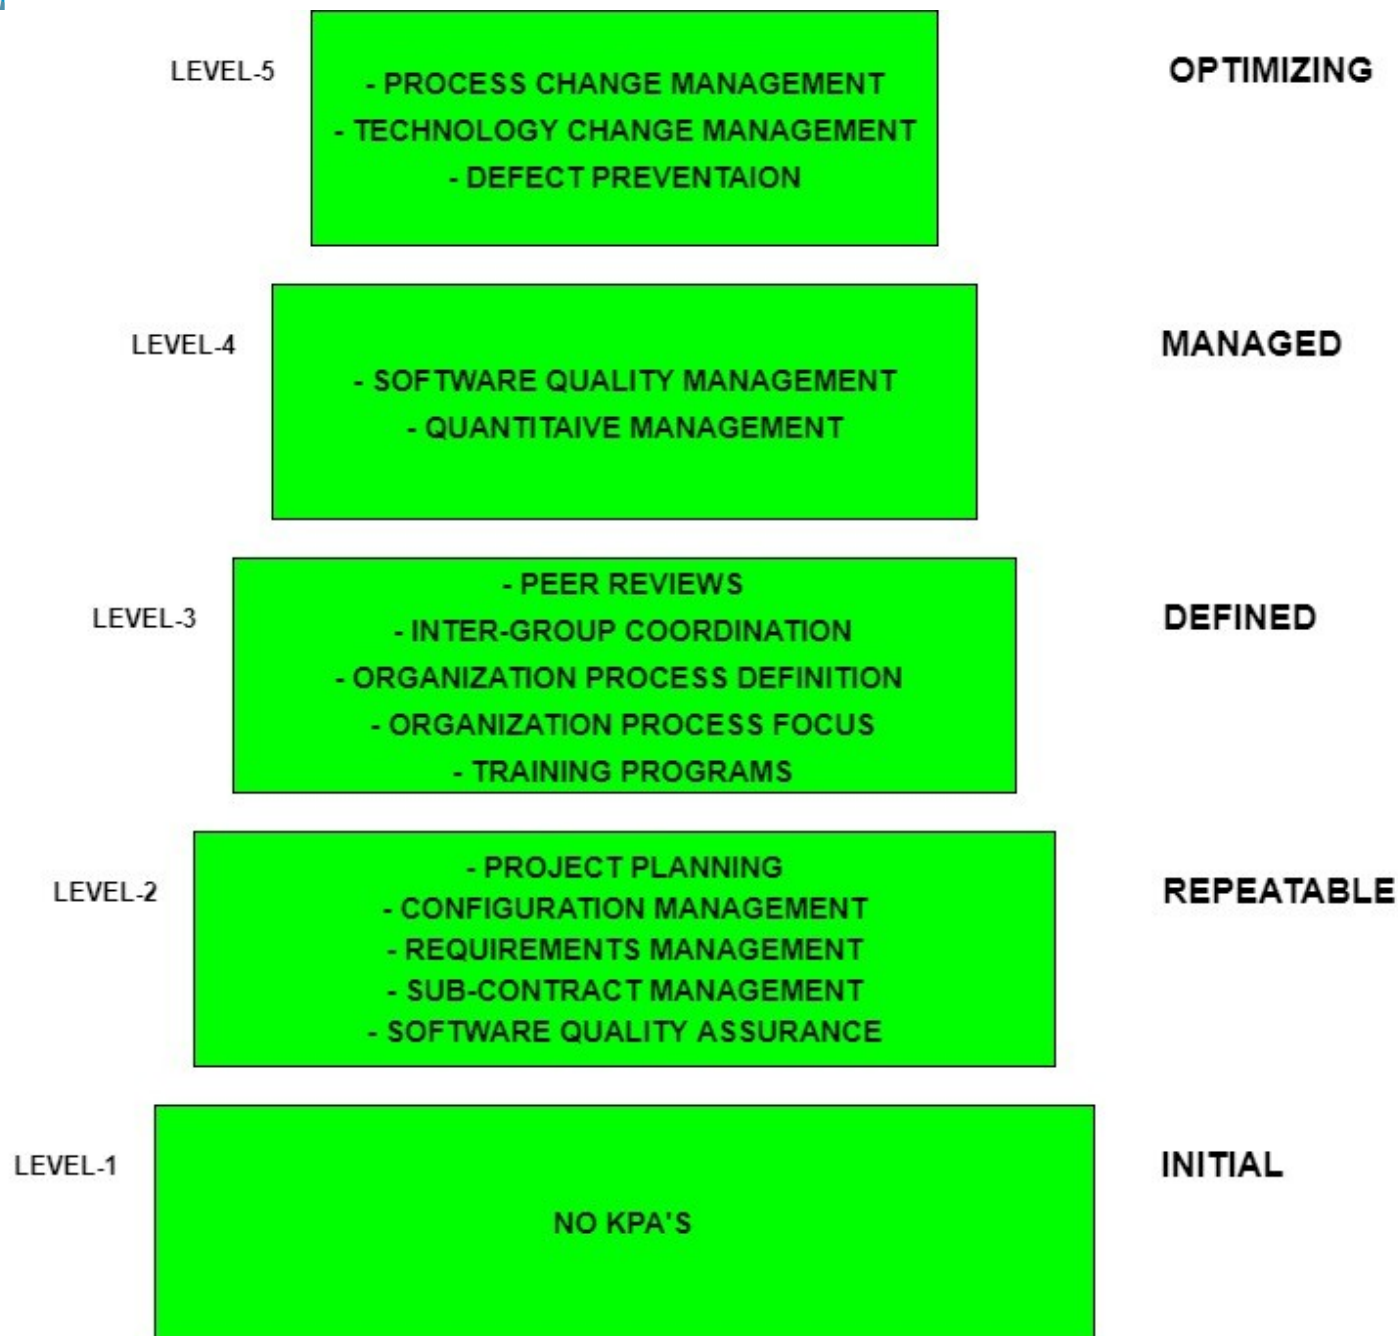 LEVEL-5
OPTIMIZING
- PROCESS CHANGE MANAGEMENT
- TECHNOLOGY CHANGE MANAGEMENT
- DEFECT PREVENTAION
LEVEL-4
MANAGED
- SOFTWARE QUALITY MANAGEMENT
- QUANTITAIVE MANAGEMENT
LEVEL-3
DEFINED
- PEER REVIEWS
- INTER-GROUP COORDINATION
- ORGANIZATION PROCESS DEFINITION
- ORGANIZATION PROCESS FOCUS
- TRAINING PROGRAMS
LEVEL-2
REPEATABLE
- PROJECT PLANNING
- CONFIGURATION MANAGEMENT
- REQUIREMENTS MANAGEMENT
- SUB-CONTRACT MANAGEMENT
- SOFTWARE QUALITY ASSURANCE
LEVEL-1
INITIAL
NO KPA'S